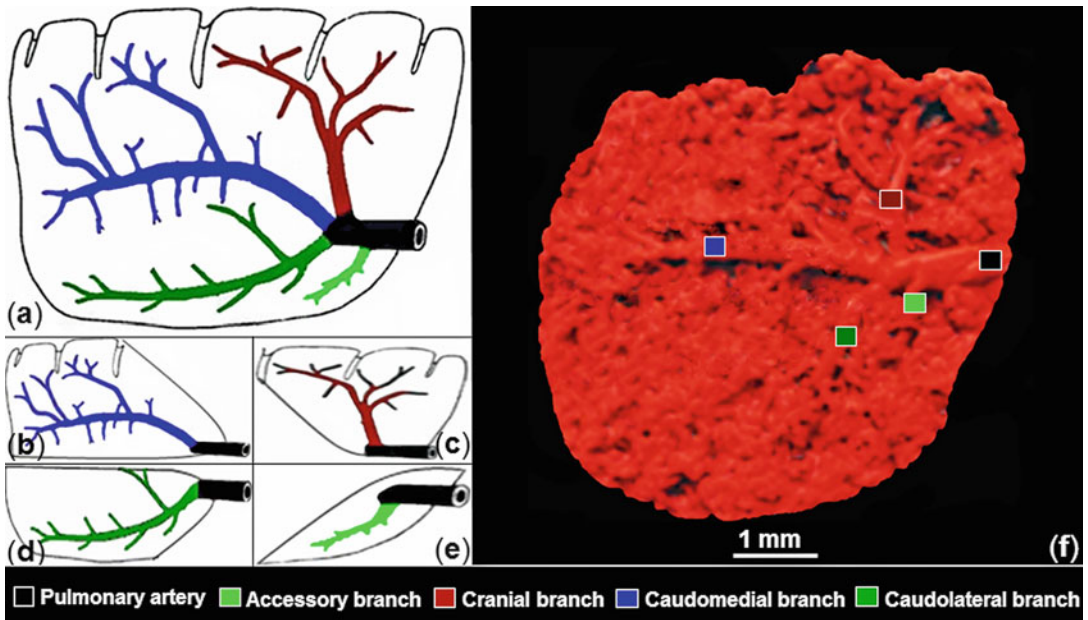 (a)
(b)
(c)
(d)
(e)
1 mm
(f)
Pulmonary artery Accessory branch Cranial branch Caudomedial branch Caudolateral branch